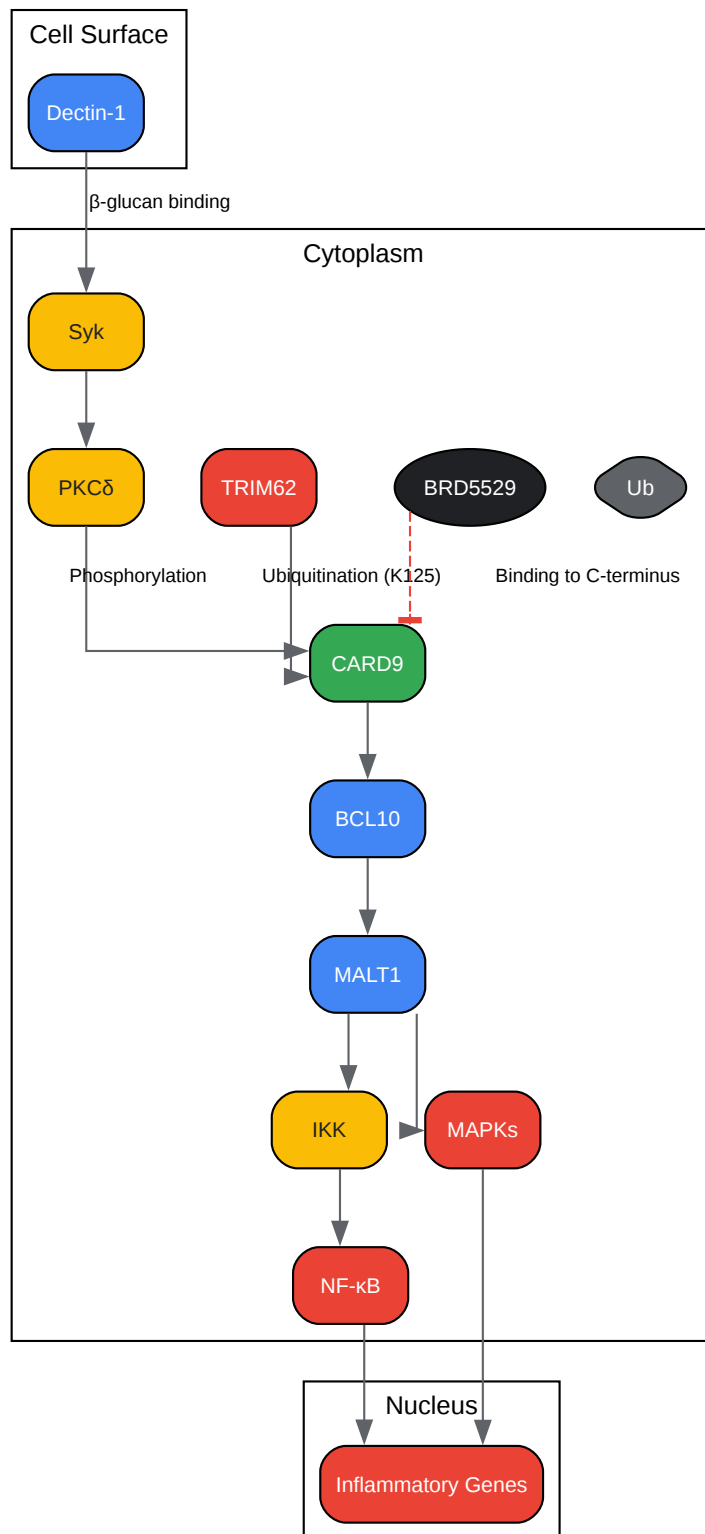 Cell Surface
Dectin-1
β-glucan binding
Cytoplasm
Syk
PKCδ
TRIM62
BRD5529
Ub
Phosphorylation
Ubiquitination (K125)
Binding to C-terminus
CARD9
BCL10
MALT1
IKK
MAPKs
NF-κB
Nucleus
Inflammatory Genes